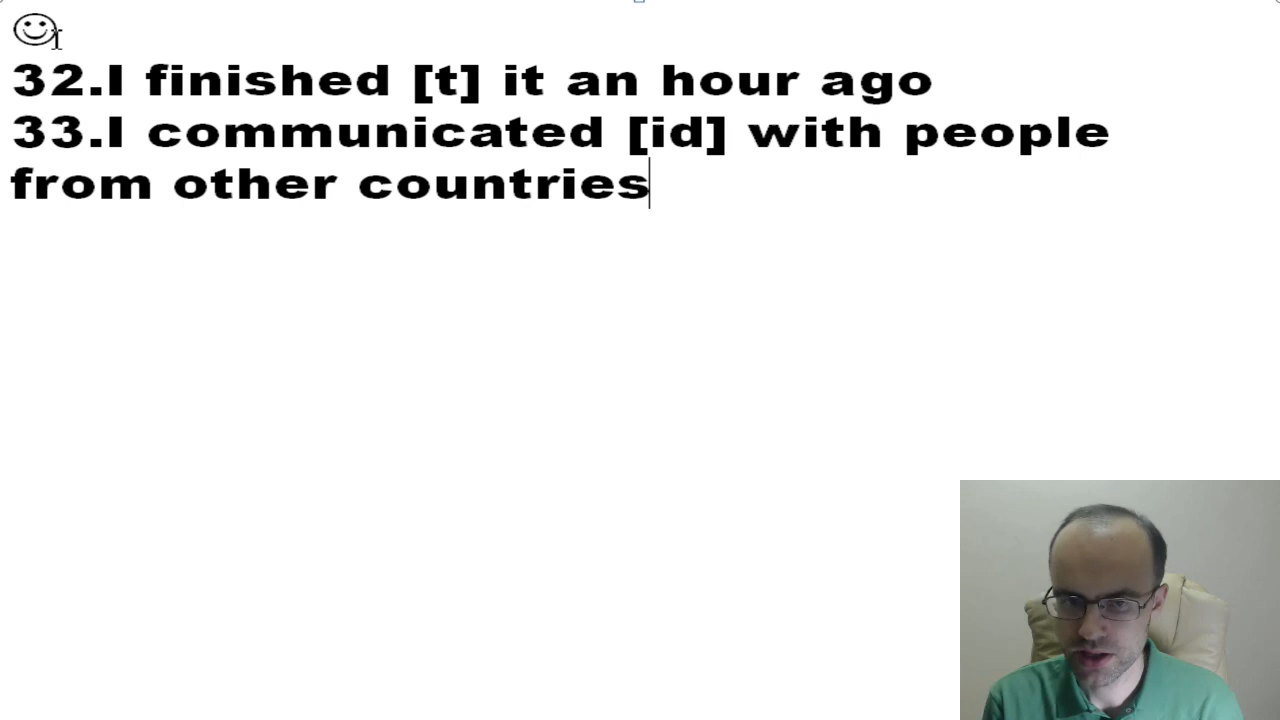 32.I finished [t] it an hour ago
33.I communicated [id] with people
from other countries